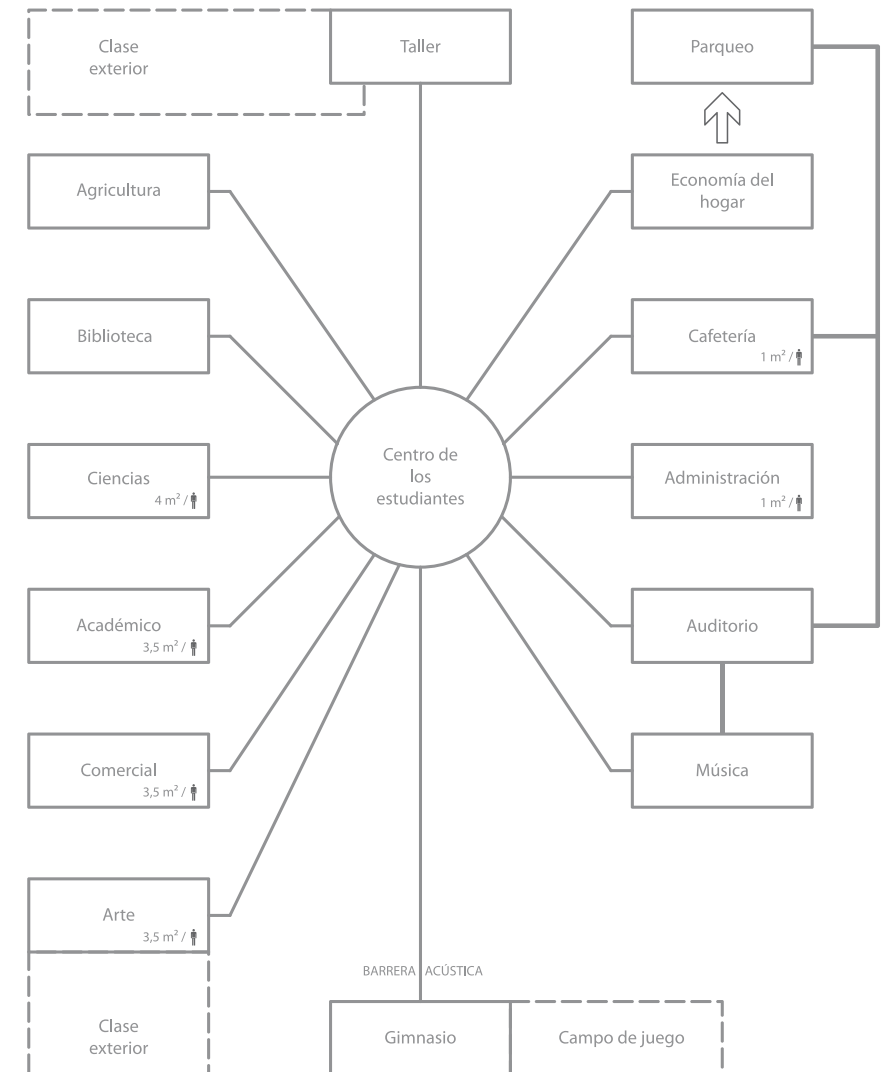 Clase
exterior
Taller
Parqueo
Agricultura
Economía del
hogar
Biblioteca
Cafetería
1 m² /
Centro de
los
estudiantes
Ciencias
4 m² /
Administración
1 m² /
Académico
3,5 m² /
Auditorio
Comercial
3,5 m² /
Música
Arte
3,5 m² /
BARRERA ACÚSTICA
Clase
exterior
Gimnasio
Campo de juego